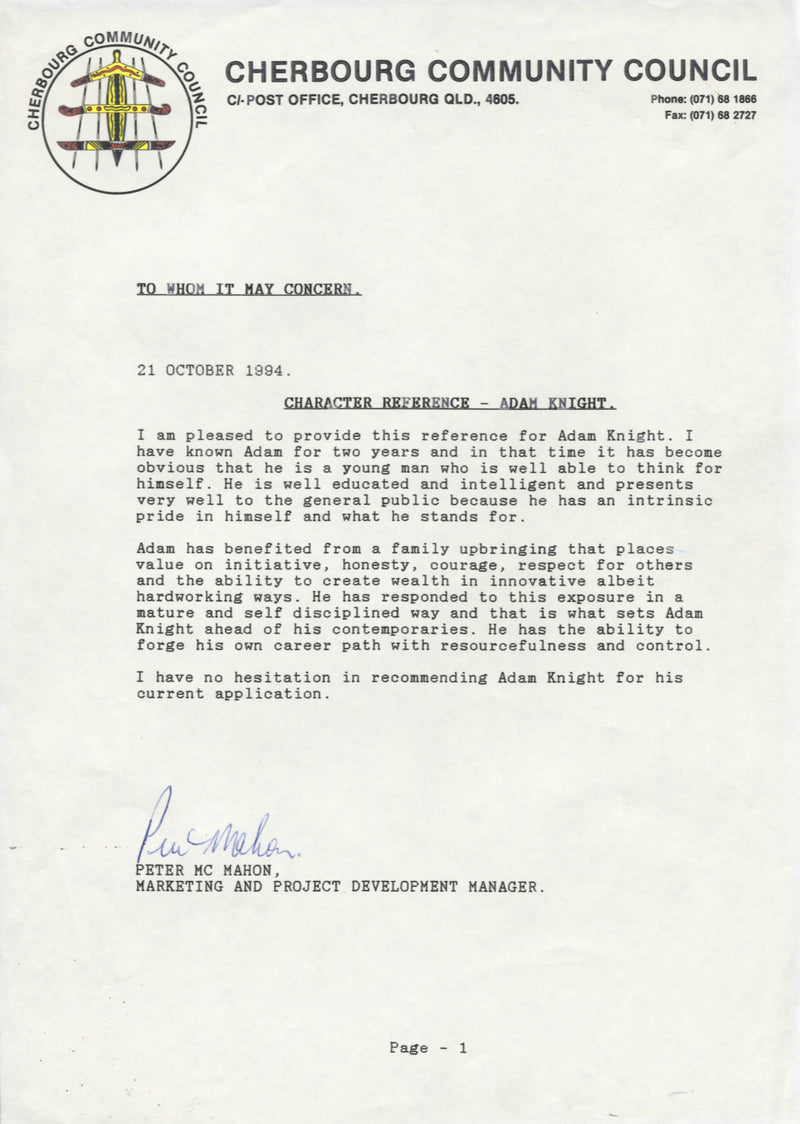 CHERBOURG COMMUNITY COUNCIL
CHERBOURG COMMUNITY COUNCIL
C/-POST OFFICE, CHERBOURG QLD., 4605.
Phone: (071) 68 1866
Fax: (071) 68 2727
TO WHOM IT MAY CONCERN.
21 OCTOBER 1994.
CHARACTER REFERENCE - ADAM KNIGHT.
I am pleased to provide this reference for Adam Knight. I
have known Adam for two years and in that time it has become
obvious that he is a young man who is well able to think for
himself. He is well educated and intelligent and presents
very well to the general public because he has an intrinsic
pride in himself and what he stands for.
Adam has benefited from a family upbringing that places
value on initiative, honesty, courage, respect for others
and the ability to create wealth in innovative albeit
hardworking ways. He has responded to this exposure in a
mature and self disciplined way and that is what sets Adam
Knight ahead of his contemporaries. He has the ability to
forge his own career path with resourcefulness and control.
I have no hesitation in recommending Adam Knight for his
current application.
P McMahon.
PETER MC MAHON,
MARKETING AND PROJECT DEVELOPMENT MANAGER.
Page - 1